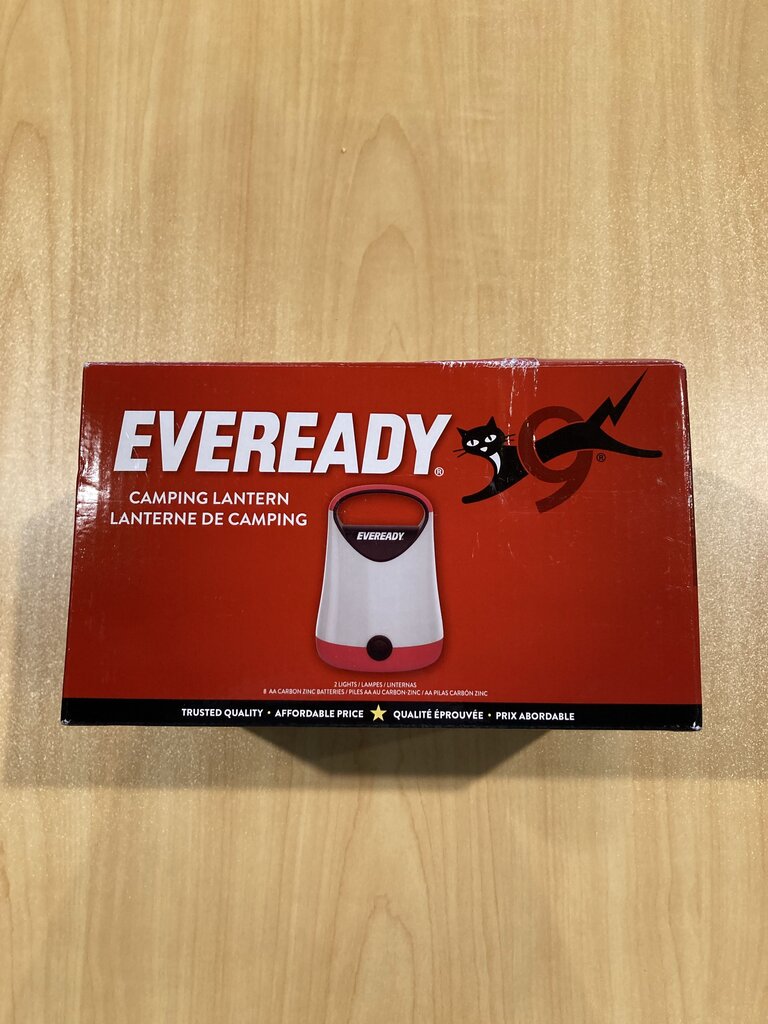 EVEREADY®
9®
CAMPING LANTERN
LANTERNE DE CAMPING
EVEREADY
2 LIGHTS / LAMPES / LINTERNAS
8 AA CARBON ZINC BATTERIES / PILES AA AU CARBON-ZINC / AA PILAS CARBÓN ZINC
TRUSTED QUALITY • AFFORDABLE PRICE ★ QUALITÉ ÉPROUVÉE • PRIX ABORDABLE